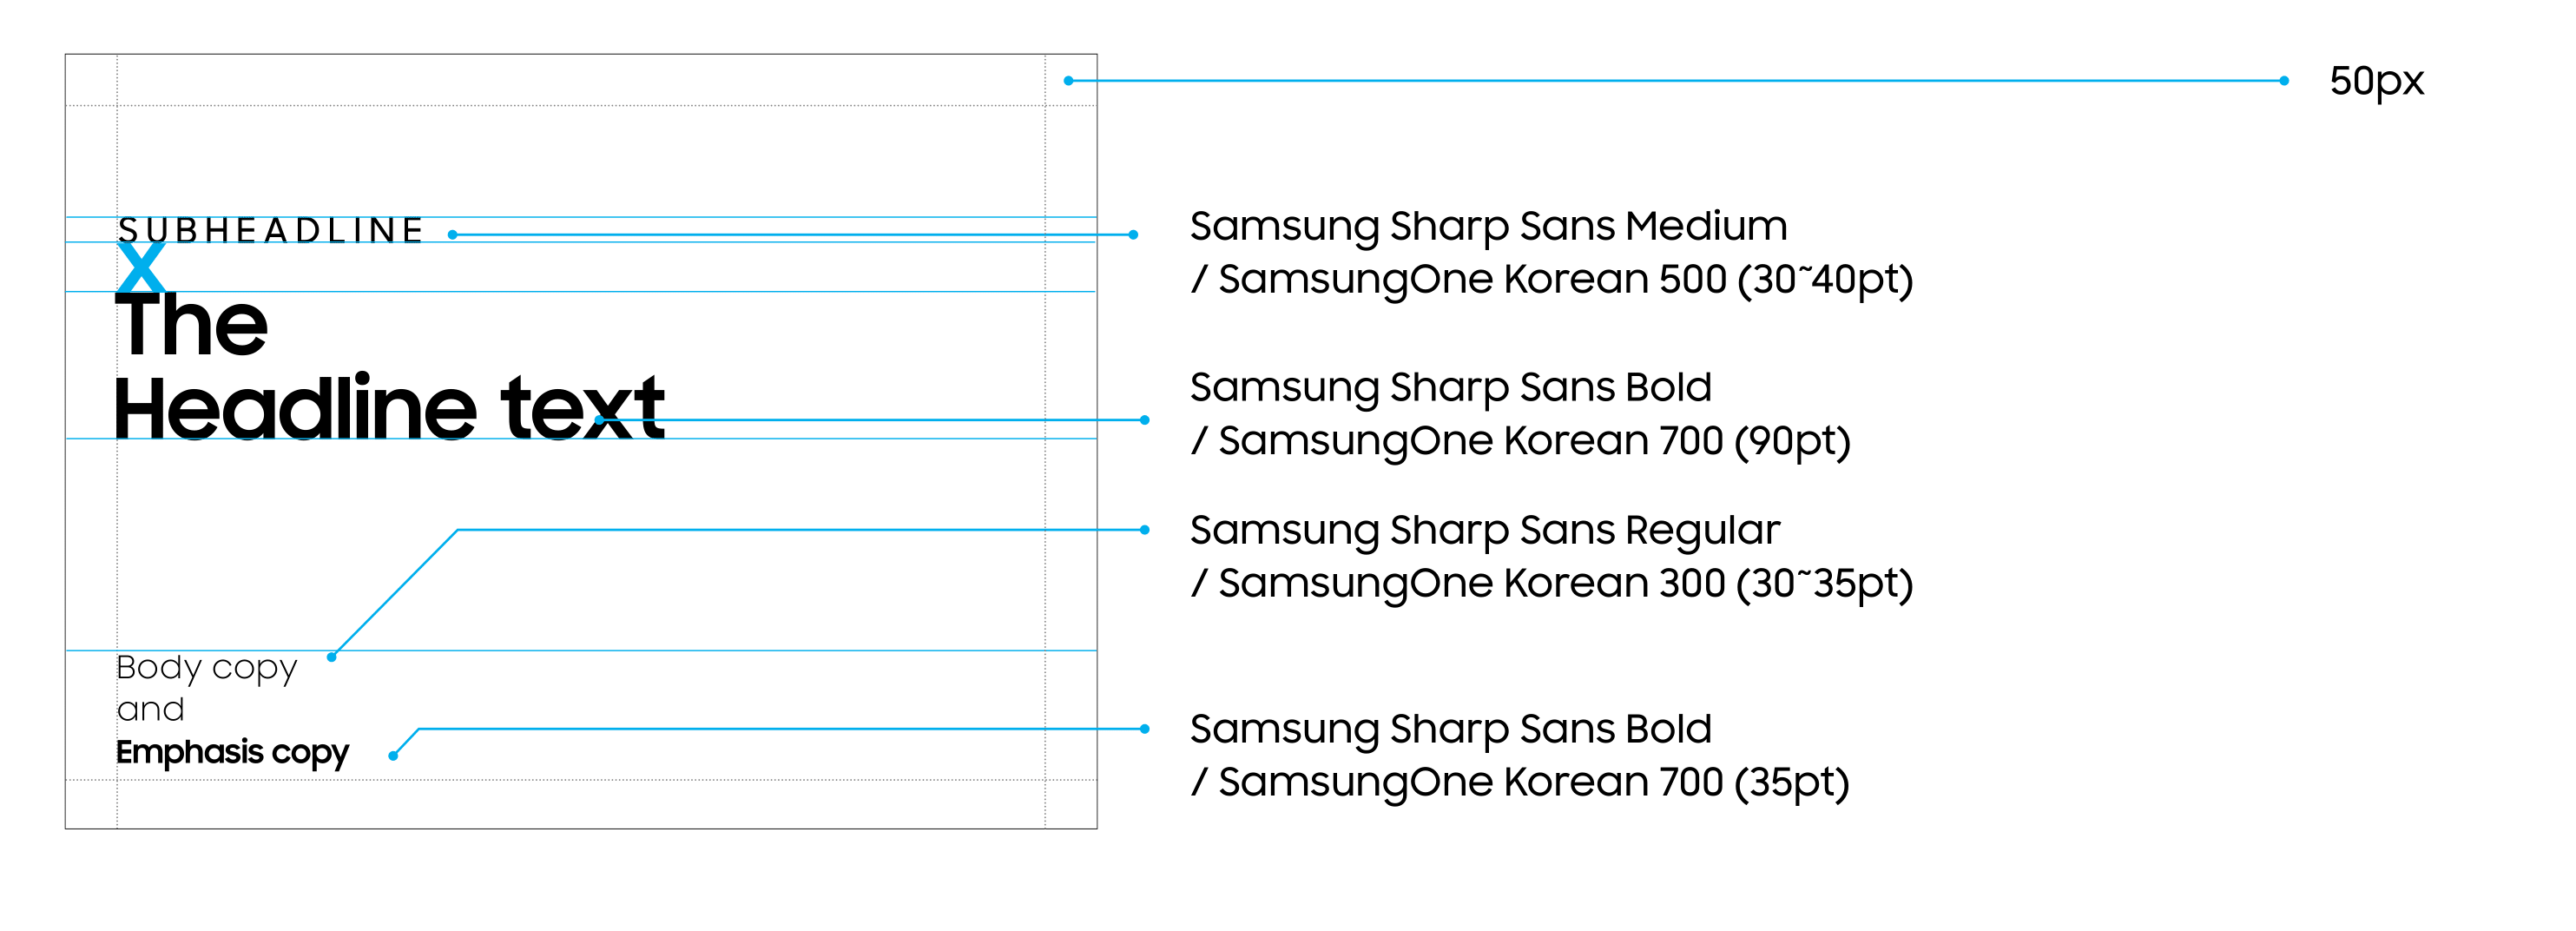 50px
SUBHEADLINE
x
The
Headline text
Body copy
and
Emphasis copy
Samsung Sharp Sans Medium
/ SamsungOne Korean 500 (30~40pt)
Samsung Sharp Sans Bold
/ SamsungOne Korean 700 (90pt)
Samsung Sharp Sans Regular
/ SamsungOne Korean 300 (30~35pt)
Samsung Sharp Sans Bold
/ SamsungOne Korean 700 (35pt)